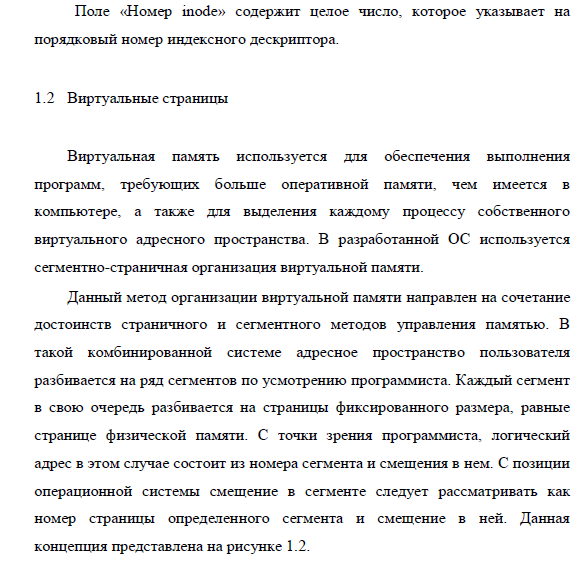 Поле «Номер inode» содержит целое число, которое указывает на
порядковый номер индексного дескриптора.
1.2 Виртуальные страницы
Виртуальная память используется для обеспечения выполнения
программ, требующих больше оперативной памяти, чем имеется в
компьютере, а также для выделения каждому процессу собственного
виртуального адресного пространства. В разработанной ОС используется
сегментно-страничная организация виртуальной памяти.
Данный метод организации виртуальной памяти направлен на сочетание
достоинств страничного и сегментного методов управления памятью. В
такой комбинированной системе адресное пространство пользователя
разбивается на ряд сегментов по усмотрению программиста. Каждый сегмент
в свою очередь разбивается на страницы фиксированного размера, равные
странице физической памяти. С точки зрения программиста, логический
адрес в этом случае состоит из номера сегмента и смещения в нем. С позиции
операционной системы смещение в сегменте следует рассматривать как
номер страницы определенного сегмента и смещение в ней. Данная
концепция представлена на рисунке 1.2.